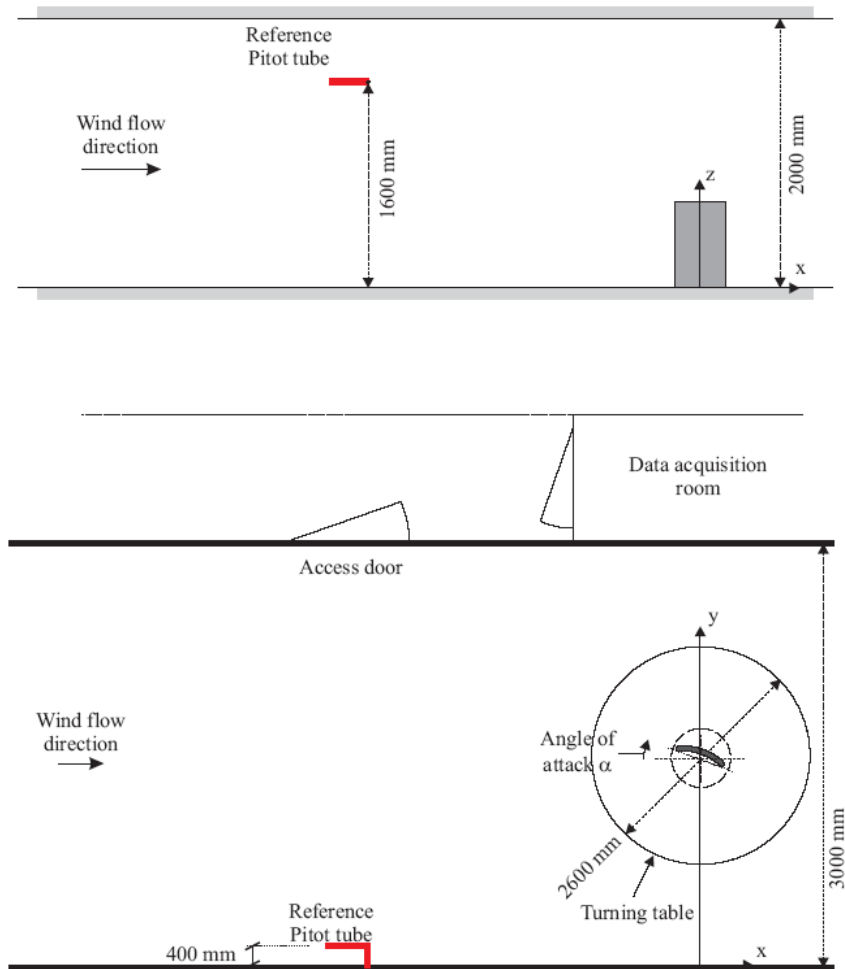 Reference
Pitot tube
Wind flow
direction
1600 mm
2000 mm
z
x
Data acquisition
room
Access door
y
Wind flow
direction
Angle of
attack α
2600 mm
3000 mm
Turning table
Reference
Pitot tube
400 mm
x